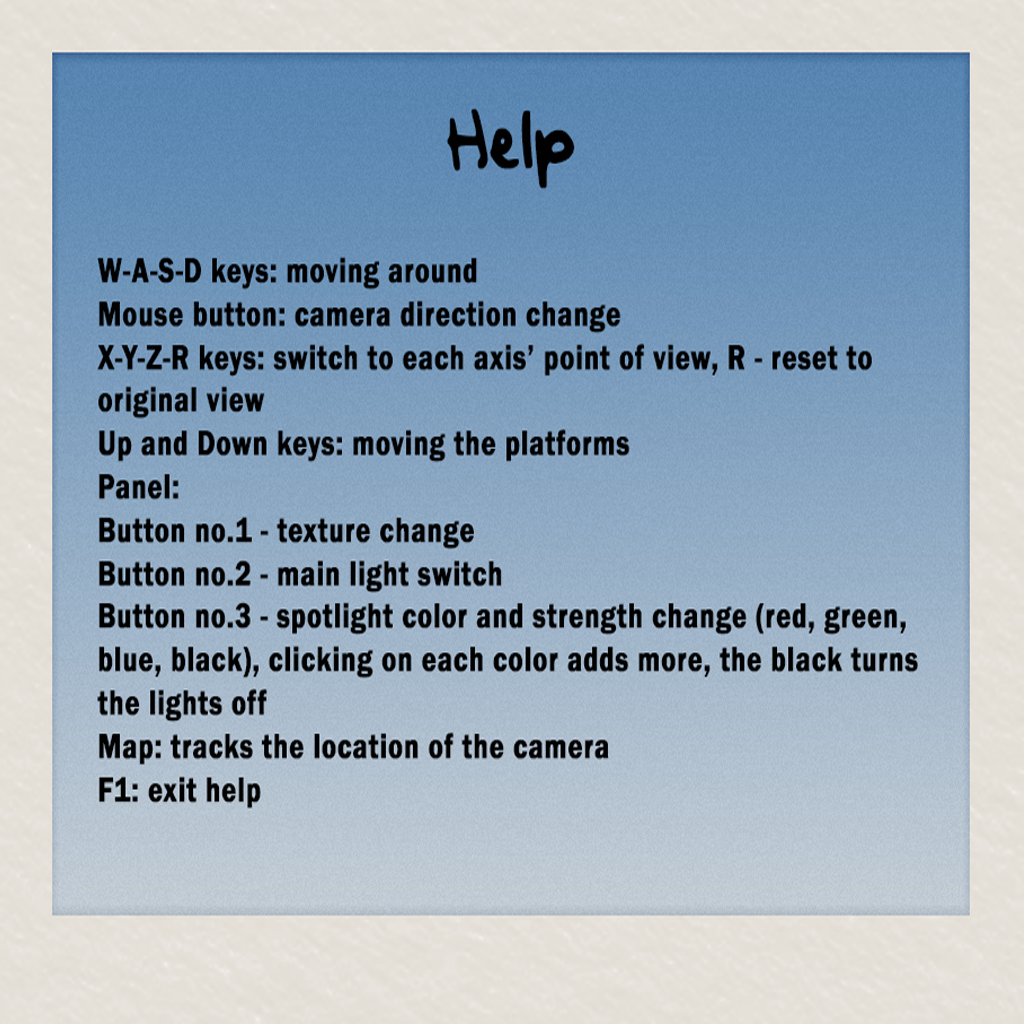 Help
W-A-S-D keys: moving around
Mouse button: camera direction change
X-Y-Z-R keys: switch to each axis’ point of view, R - reset to
original view
Up and Down keys: moving the platforms
Panel:
Button no.1 - texture change
Button no.2 - main light switch
Button no.3 - spotlight color and strength change (red, green,
blue, black), clicking on each color adds more, the black turns
the lights off
Map: tracks the location of the camera
F1: exit help